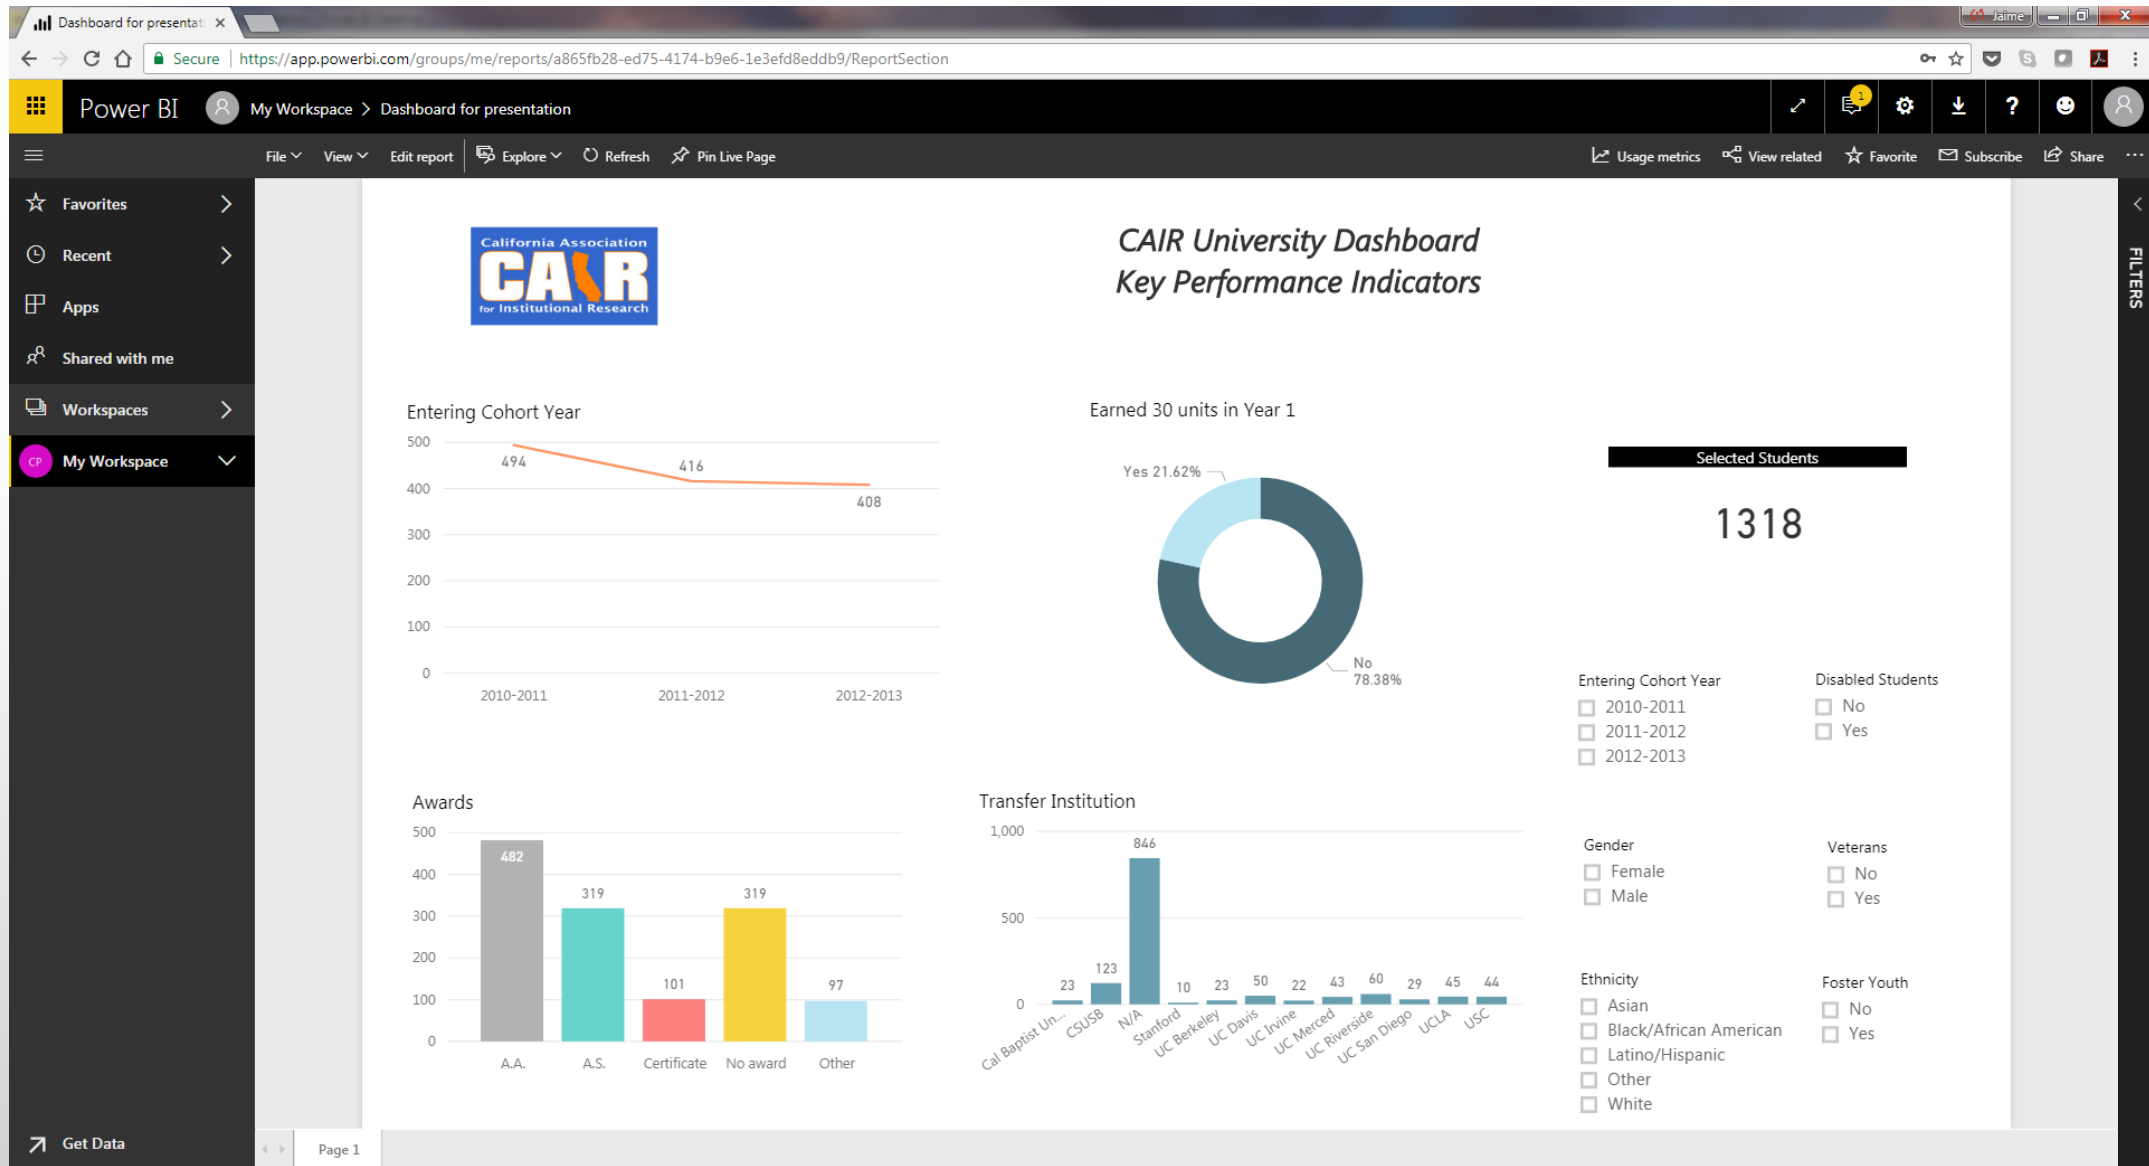 Dashboard for presentat
Jaime
Secure
https://app.powerbi.com/groups/me/reports/a865fb28-ed75-4174-b9e6-1e3efd8eddb9/ReportSection
Power BI
My Workspace > Dashboard for presentation
1
?
File View Edit report Explore Refresh Pin Live Page
Usage metrics View related Favorite Subscribe Share
Favorites
Recent
Apps
Shared with me
Workspaces
CP My Workspace
Get Data
FILTERS
California Association
CAIR
for Institutional Research
CAIR University Dashboard
Key Performance Indicators
Entering Cohort Year
500
400
300
200
100
0
494
416
408
2010-2011 2011-2012 2012-2013
Earned 30 units in Year 1
Yes 21.62%
No
78.38%
Selected Students
1318
Entering Cohort Year
2010-2011
2011-2012
2012-2013
Disabled Students
No
Yes
Awards
500
400
300
200
100
0
482
319
101
319
97
A.A. A.S. Certificate No award Other
Transfer Institution
1,000
500
0
23
123
846
10
23
50
22
43
60
29
45
44
Cal Baptist Un...
CSUSB
N/A
Stanford
UC Berkeley
UC Davis
UC Irvine
UC Merced
UC Riverside
UC San Diego
UCLA
USC
Gender
Female
Male
Veterans
No
Yes
Ethnicity
Asian
Black/African American
Latino/Hispanic
Other
White
Foster Youth
No
Yes
Page 1